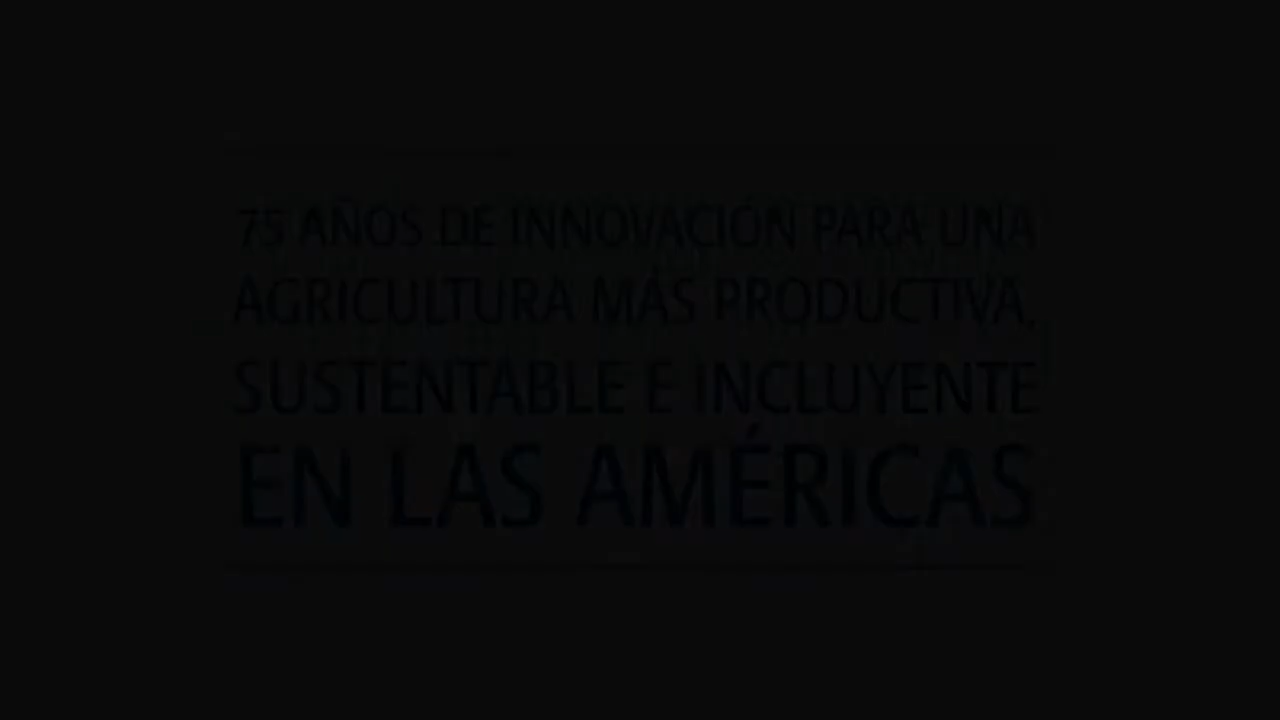 75 AÑOS DE INNOVACIÓN PARA UNA
AGRICULTURA MÁS PRODUCTIVA,
SUSTENTABLE E INCLUYENTE
EN LAS AMÉRICAS